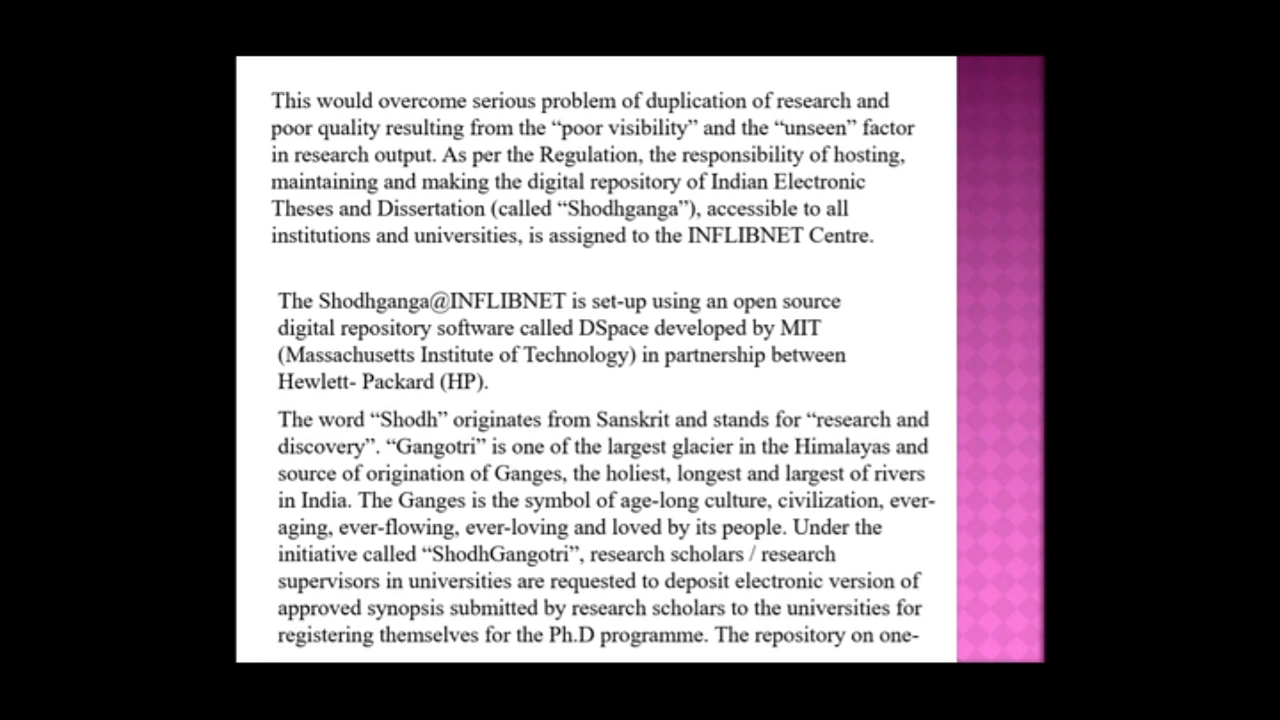 This would overcome serious problem of duplication of research and
poor quality resulting from the “poor visibility” and the “unseen” factor
in research output. As per the Regulation, the responsibility of hosting,
maintaining and making the digital repository of Indian Electronic
Theses and Dissertation (called “Shodhganga”), accessible to all
institutions and universities, is assigned to the INFLIBNET Centre.
The Shodhganga@INFLIBNET is set-up using an open source
digital repository software called DSpace developed by MIT
(Massachusetts Institute of Technology) in partnership between
Hewlett- Packard (HP).
The word “Shodh” originates from Sanskrit and stands for “research and
discovery”. “Gangotri” is one of the largest glacier in the Himalayas and
source of origination of Ganges, the holiest, longest and largest of rivers
in India. The Ganges is the symbol of age-long culture, civilization, ever-
aging, ever-flowing, ever-loving and loved by its people. Under the
initiative called “ShodhGangotri”, research scholars / research
supervisors in universities are requested to deposit electronic version of
approved synopsis submitted by research scholars to the universities for
registering themselves for the Ph.D programme. The repository on one-